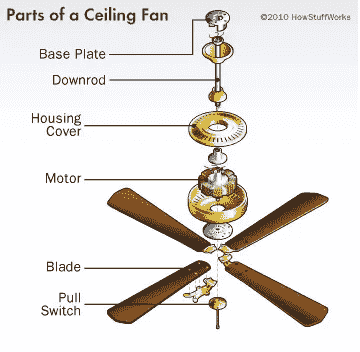 Parts of a Ceiling Fan
©2010 HowStuffWorks
Base Plate
Downrod
Housing
Cover
Motor
Blade
Pull
Switch